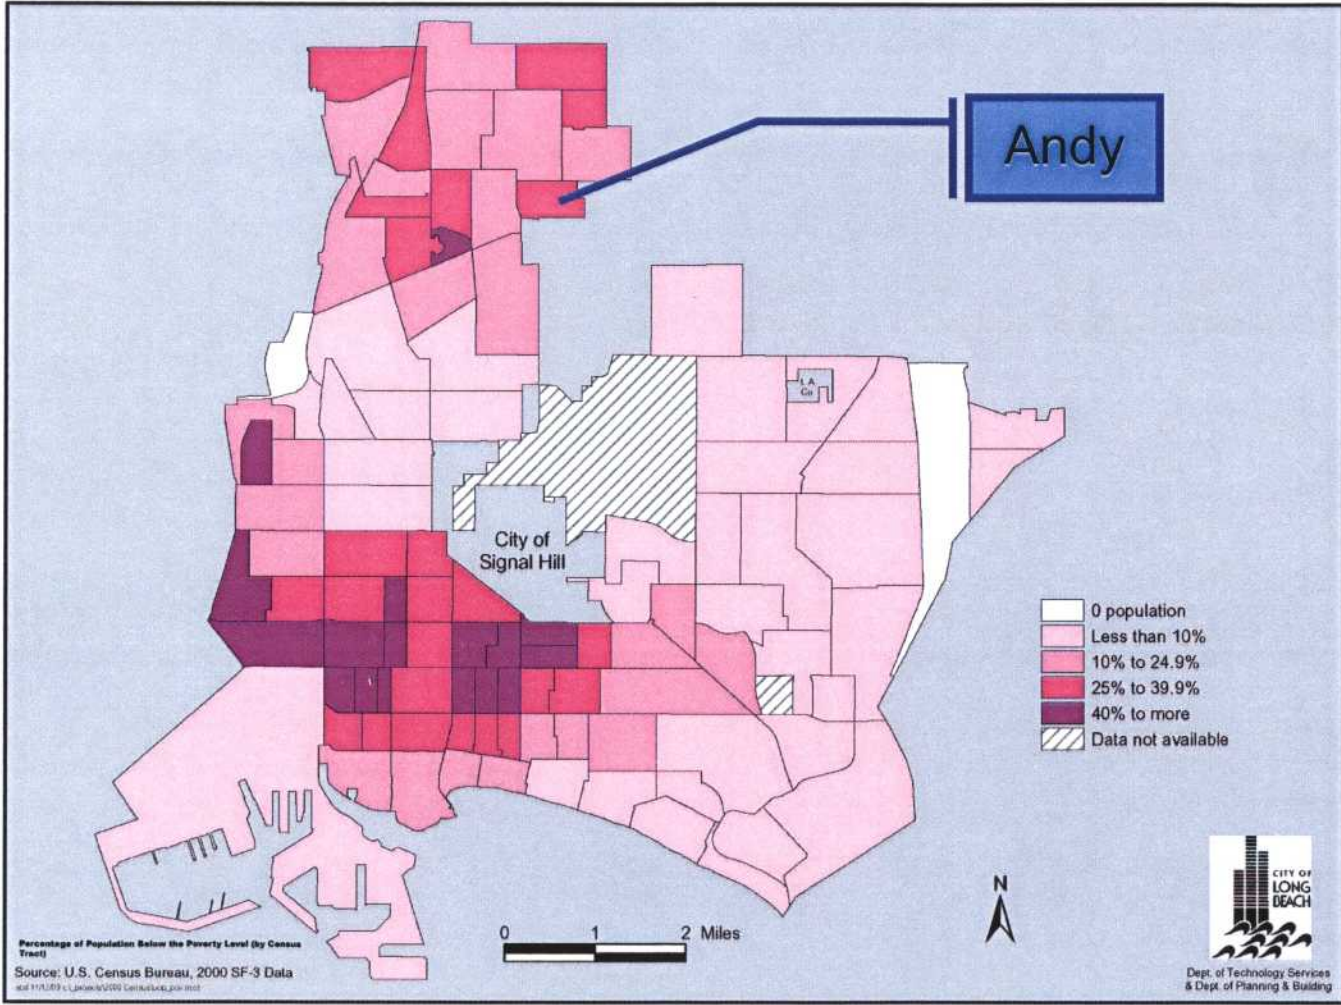 Andy
L A
Co
City of
Signal Hill
0 population
Less than 10%
10% to 24.9%
25% to 39.9%
40% to more
Data not available
N
0 1 2 Miles
CITY OF
LONG
BEACH
Dept. of Technology Services
& Dept. of Planning & Building
Percentage of Population Below the Poverty Level (by Census
Tract)
Source: U.S. Census Bureau, 2000 SF-3 Data